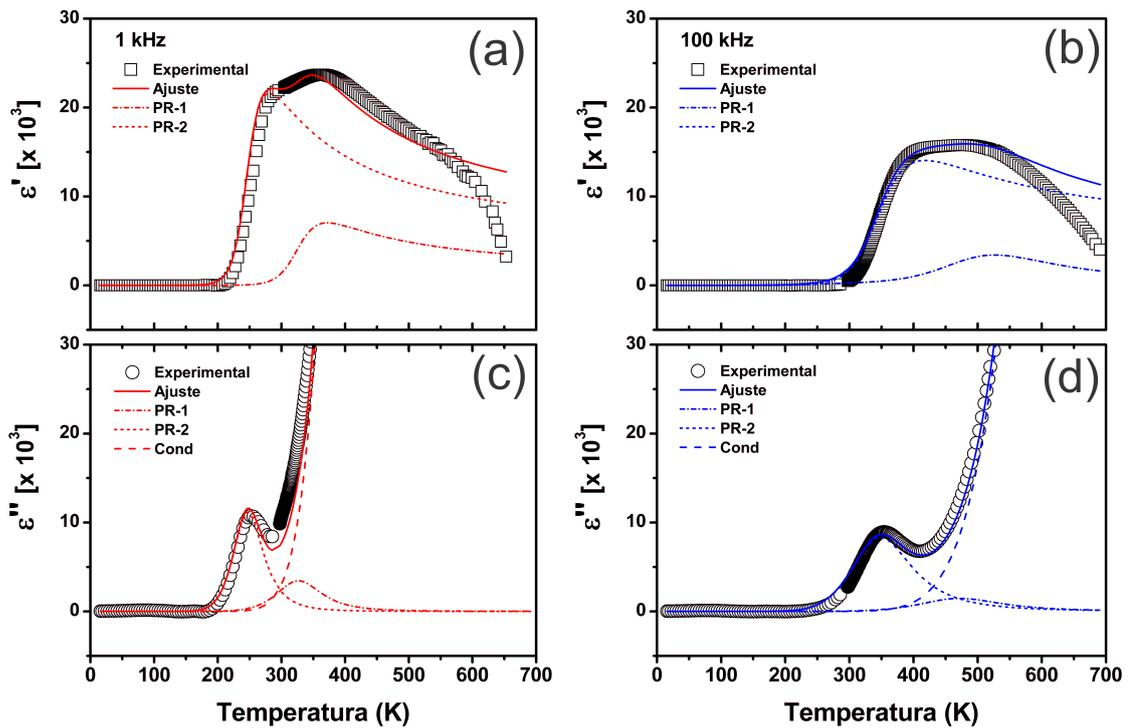 1 kHz
(a)
Experimental
Ajuste
PR-1
PR-2
ε' [x 10³]
30
20
10
0
100 kHz
(b)
Experimental
Ajuste
PR-1
PR-2
ε' [x 10³]
30
20
10
0
(c)
Experimental
Ajuste
PR-1
PR-2
Cond
ε" [x 10³]
30
20
10
0
0 100 200 300 400 500 600 700
Temperatura (K)
(d)
Experimental
Ajuste
PR-1
PR-2
Cond
ε" [x 10³]
30
20
10
0
0 100 200 300 400 500 600 700
Temperatura (K)